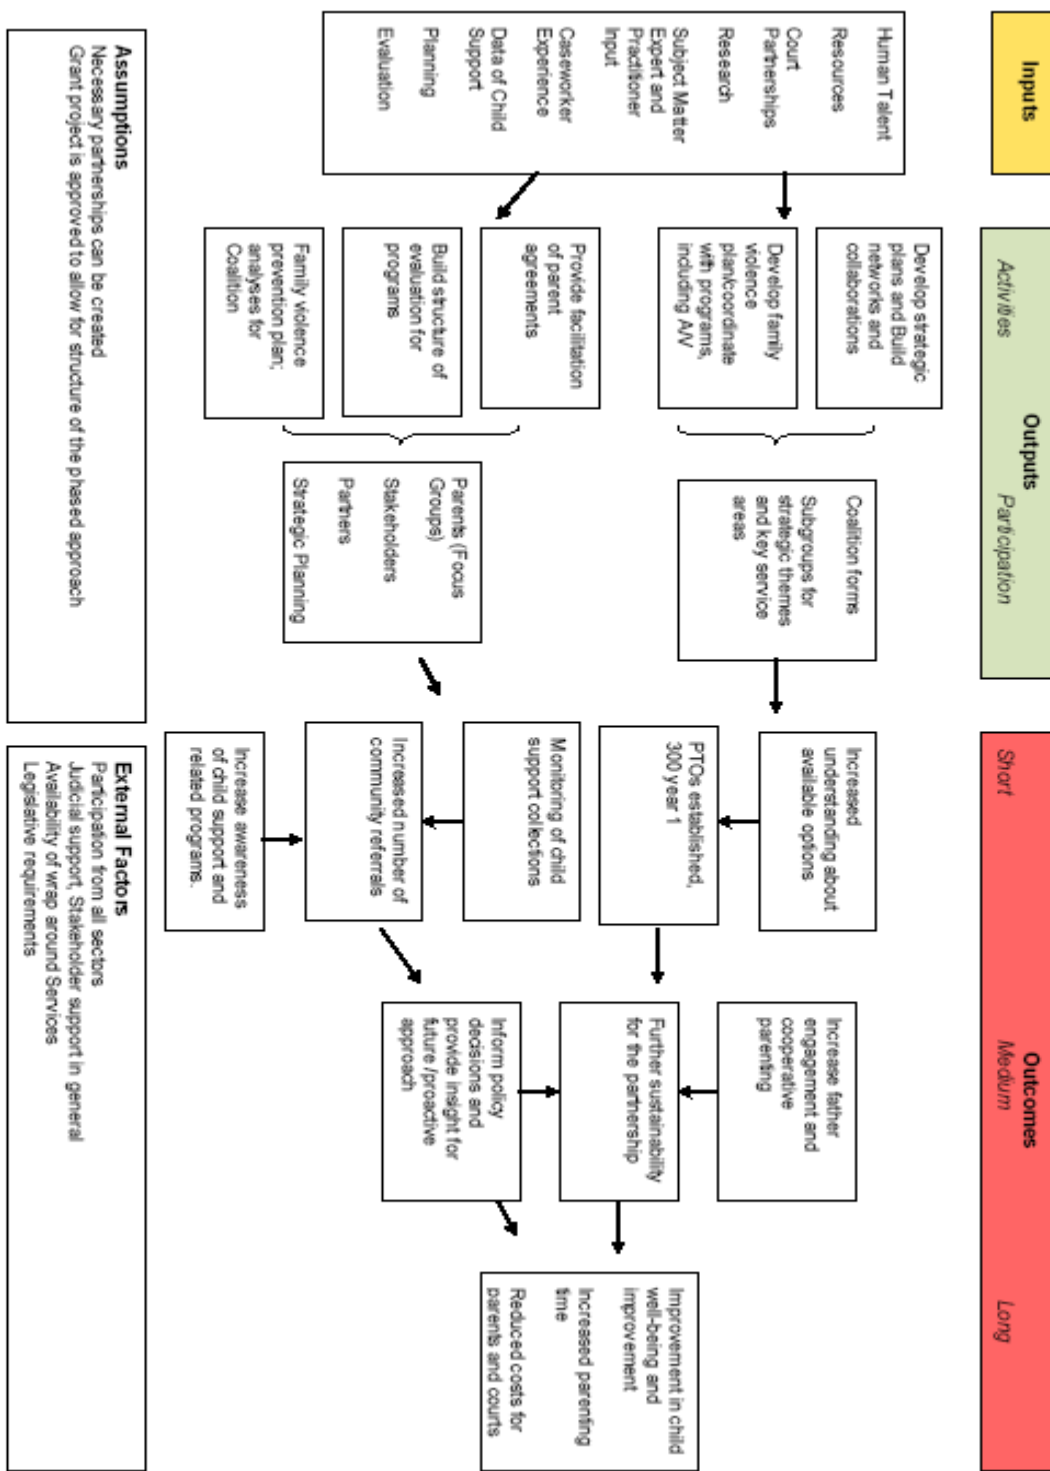 Inputs
Outputs
Activities
Participation
Outcomes
Short
Medium
Long
Human Talent
Resources
Court
Partnerships
Research
Subject Matter
Expert and
Practitioner
Input
Caseworker
Experience
Data of Child
Support
Planning
Evaluation
Develop strategic
plans and Build
networks and
collaborations
Develop family
violence
plan/coordinate
with programs,
including A/V
Provide facilitation
of parent
agreements
Build structure of
evaluation for
programs
Family violence
prevention plan;
analyses for
Coalition
Coalition forms
Subgroups for
strategic themes
and key service
areas
Parents (Focus
Groups)
Stakeholders
Partners
Strategic Planning
Increased
understanding about
available options
PTOs established,
300 year 1
Monitoring of child
support collections
Increased number of
community referrals
Increase awareness
of child support and
related programs.
Increase father
engagement and
cooperative
parenting
Further sustainability
for the partnership
Inform policy
decisions and
provide insight for
future /proactive
approach
Improvement in child
well-being and
improvement
Increased parenting
time
Reduced costs for
parents and courts
Assumptions
Necessary partnerships can be created
Grant project is approved to allow for structure of the phased approach
External Factors
Participation from all sectors
Judicial support, Stakeholder support in general
Availability of wrap around Services
Legislative requirements